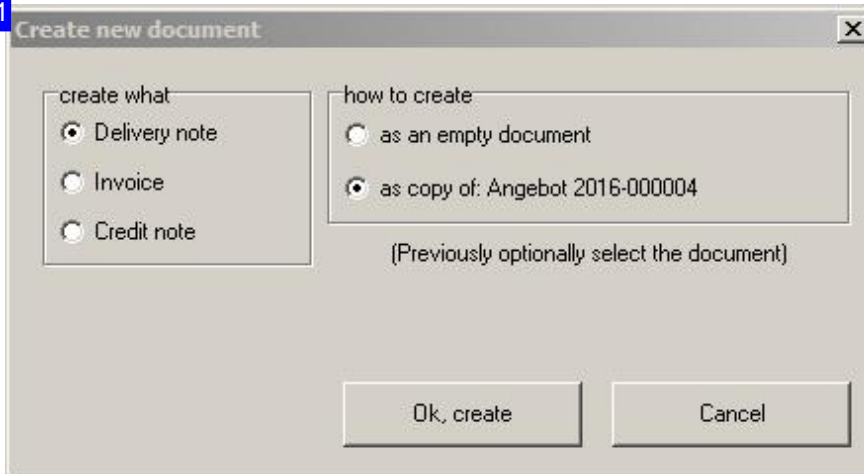 1
Create new document
create what
Delivery note
Invoice
Credit note
how to create
as an empty document
as copy of: Angebot 2016-000004
(Previously optionally select the document)
Ok, create
Cancel